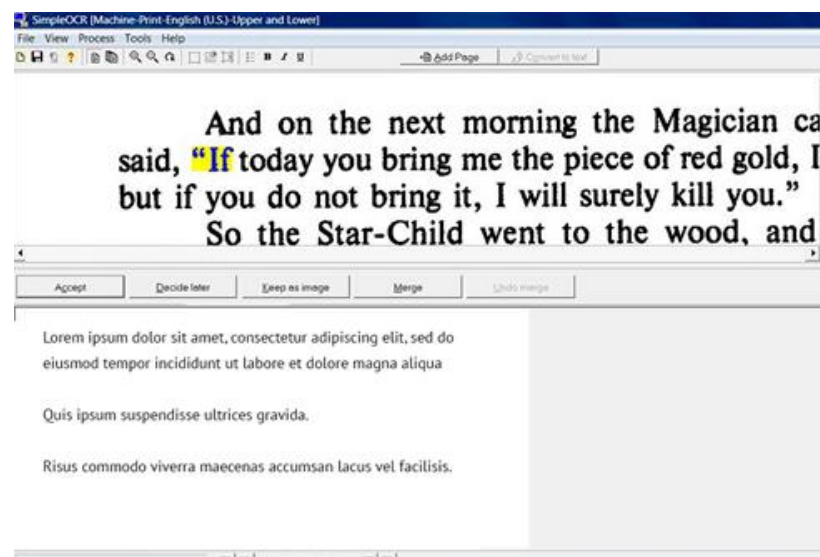 SimpleOCR [Machine-Print-English (U.S.)-Upper and Lower]
File View Process Tools Help
B I U Add Page Convert to text
And on the next morning the Magician ca
said, “If today you bring me the piece of red gold, I
but if you do not bring it, I will surely kill you.”
So the Star-Child went to the wood, and
Accept Decide later Keep as image Merge Undo merge
Lorem ipsum dolor sit amet, consectetur adipiscing elit, sed do
eiusmod tempor incididunt ut labore et dolore magna aliqua
Quis ipsum suspendisse ultrices gravida.
Risus commodo viverra maecenas accumsan lacus vel facilisis.